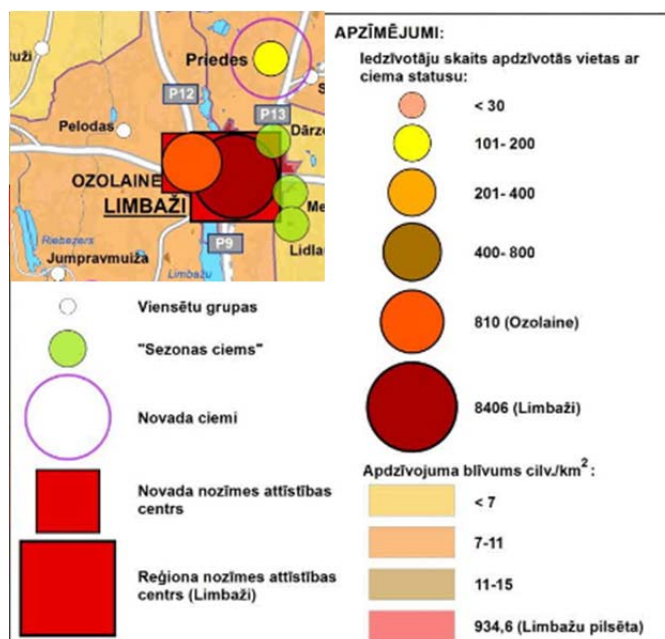 Priedes
P12
P13
Dārz
Pelodas
OZOLAINE
LIMBAŽI
Lidla
P9
Riebezers
Jumpravmuiža
Limbažu
Viensētu grupas
"Sezonas ciems"
Novada ciemi
Novada nozīmes attīstības
centrs
Reģiona nozīmes attīstības
centrs (Limbaži)
APZĪMĒJUMI:
Iedzīvotāju skaits apdzīvotās vietas ar
ciema statusu:
< 30
101- 200
201- 400
400- 800
810 (Ozolaine)
8406 (Limbaži)
Apdzīvojuma blīvums cilv./km²:
< 7
7-11
11-15
934,6 (Limbažu pilsēta)